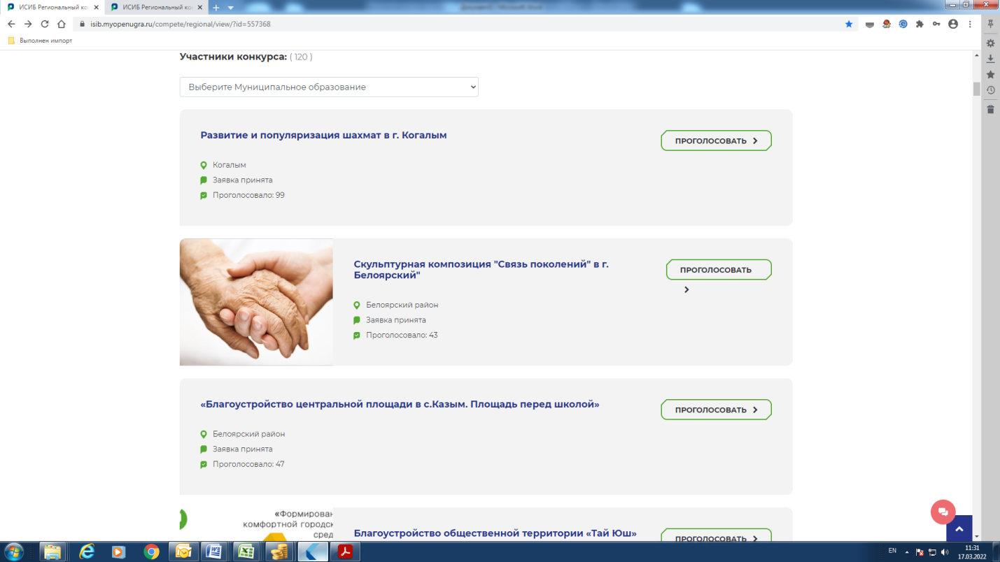 ИСИБ Региональный ко
ИСИБ Региональный ко
isib.myopenugra.ru/compete/regional/view/?id=557368
Выполнен импорт
Участники конкурса: ( 120 )
Выберите Муниципальное образование
Развитие и популяризация шахмат в г. Когалым
ПРОГОЛОСОВАТЬ
Когалым
Заявка принята
Проголосовало: 99
Скульптурная композиция "Связь поколений" в г.
Белоярский"
ПРОГОЛОСОВАТЬ
Белоярский район
Заявка принята
Проголосовало: 43
«Благоустройство центральной площади в с.Казым. Площадь перед школой»
ПРОГОЛОСОВАТЬ
Белоярский район
Заявка принята
Проголосовало: 47
«Формирован
комфортной городск
сред
Благоустройство общественной территории «Тай Юш»
ПРОГОЛОСОВАТЬ
EN
11:31
17.03.2022